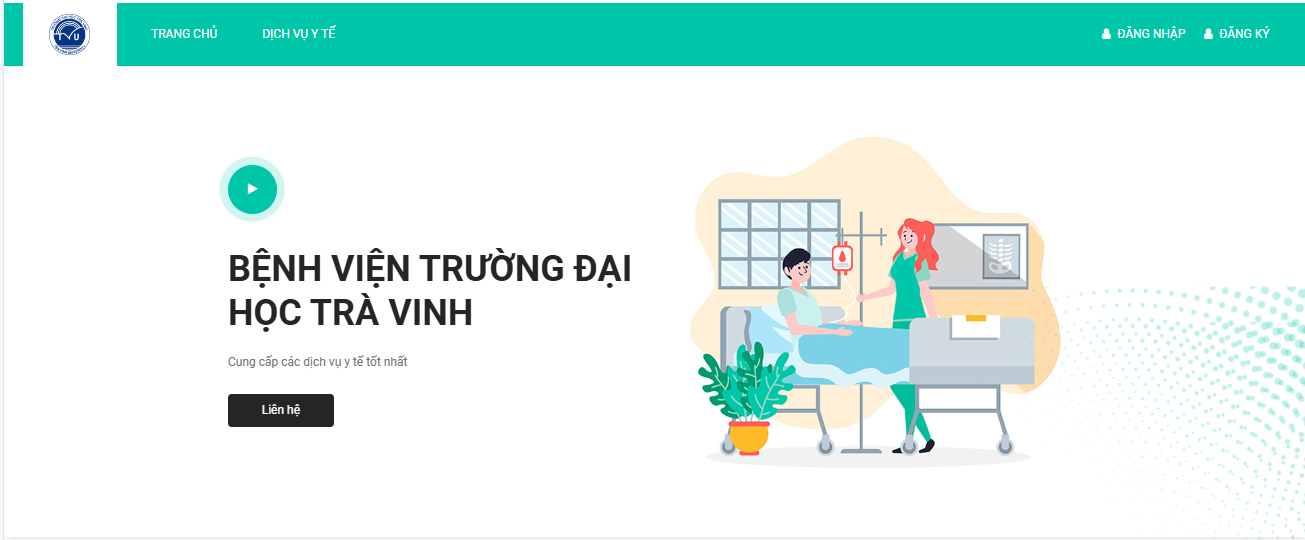 TVU
TRANG CHỦ
DỊCH VỤ Y TẾ
ĐĂNG NHẬP
ĐĂNG KÝ
BỆNH VIỆN TRƯỜNG ĐẠI
HỌC TRÀ VINH
Cung cấp các dịch vụ y tế tốt nhất
Liên hệ